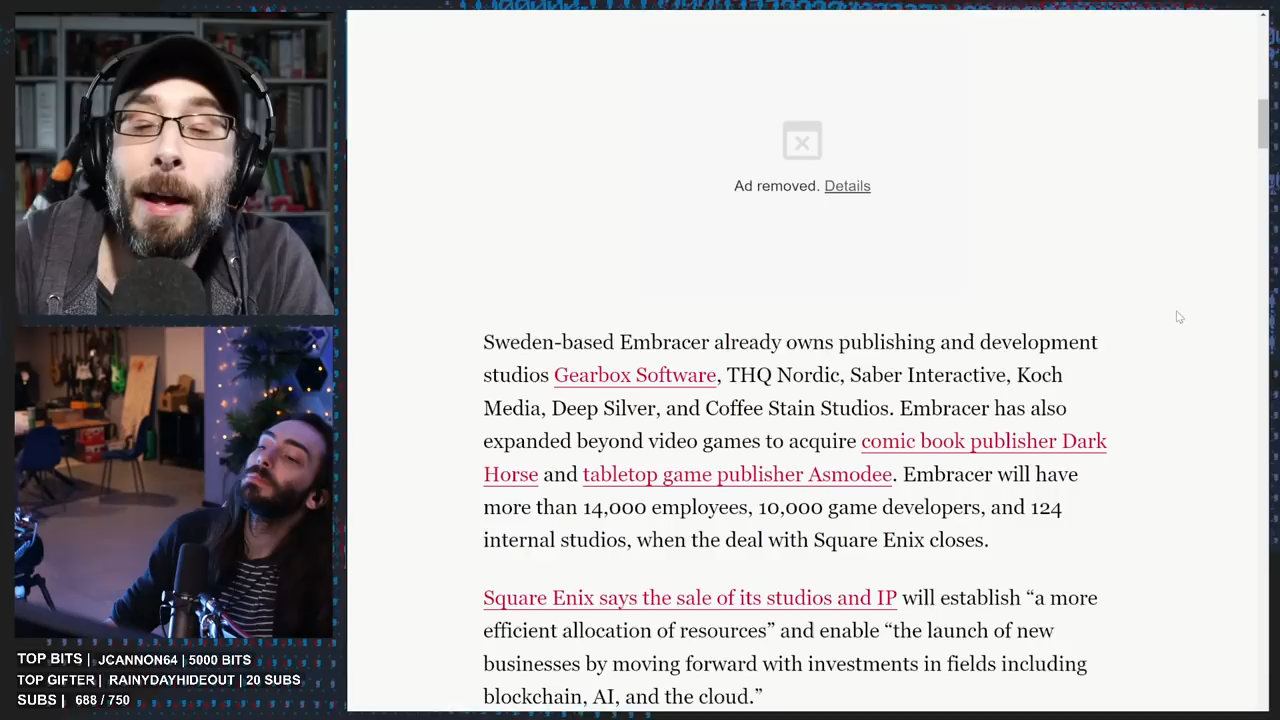 Ad removed. Details
Sweden-based Embracer already owns publishing and development
studios Gearbox Software, THQ Nordic, Saber Interactive, Koch
Media, Deep Silver, and Coffee Stain Studios. Embracer has also
expanded beyond video games to acquire comic book publisher Dark
Horse and tabletop game publisher Asmodee. Embracer will have
more than 14,000 employees, 10,000 game developers, and 124
internal studios, when the deal with Square Enix closes.
Square Enix says the sale of its studios and IP will establish “a more
efficient allocation of resources” and enable “the launch of new
businesses by moving forward with investments in fields including
blockchain, AI, and the cloud.”
TOP BITS | JCANNON64 | 5000 BITS
TOP GIFTER | RAINYDAYHIDEOUT | 20 SUBS
SUBS | 688 / 750